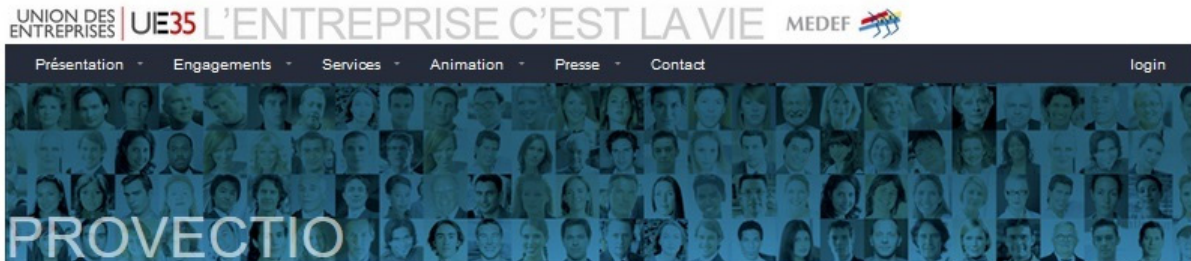 UNION DES
ENTREPRISES UE35 L'ENTREPRISE C'EST LA VIE MEDEF
Présentation Engagements Services Animation Presse Contact login
PROVECTIO